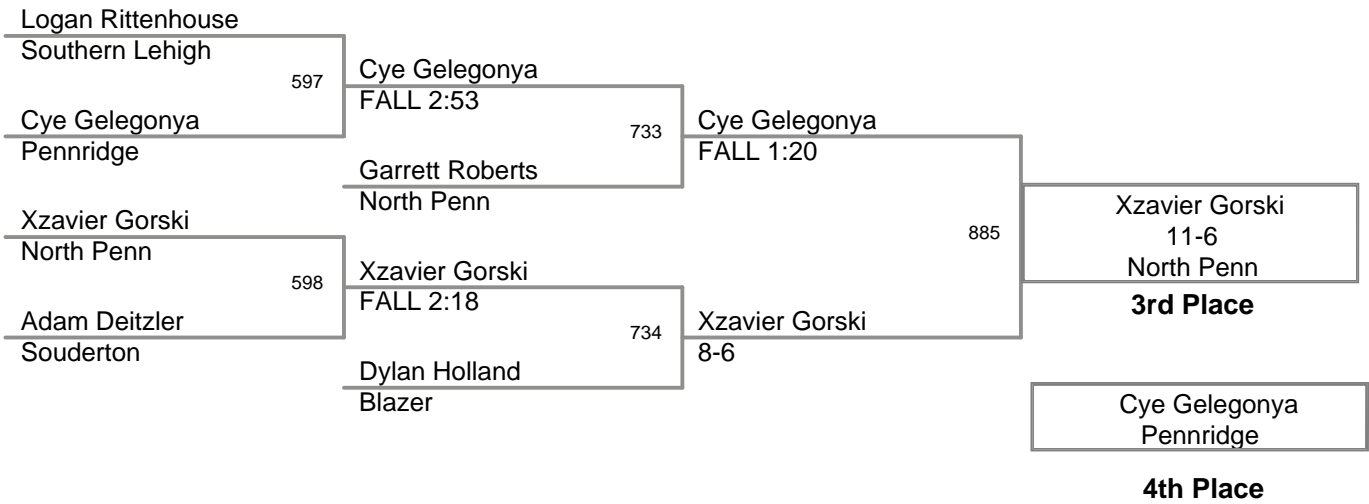 Logan Rittenhouse
Southern Lehigh
597
Cye Gelegonya
FALL 2:53
Cye Gelegonya
Pennridge
733
Cye Gelegonya
FALL 1:20
Garrett Roberts
North Penn
Xzavier Gorski
North Penn
885
Xzavier Gorski
11-6
North Penn
3rd Place
598
Xzavier Gorski
FALL 2:18
Adam Deitzler
Souderton
734
Xzavier Gorski
8-6
Dylan Holland
Blazer
Cye Gelegonya
Pennridge
4th Place